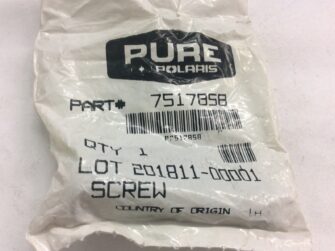 PURE
POLARIS
PART# 7517858
P7517858
QTY 1
LOT 201811-00001
SCREW
COUNTRY OF ORIGIN